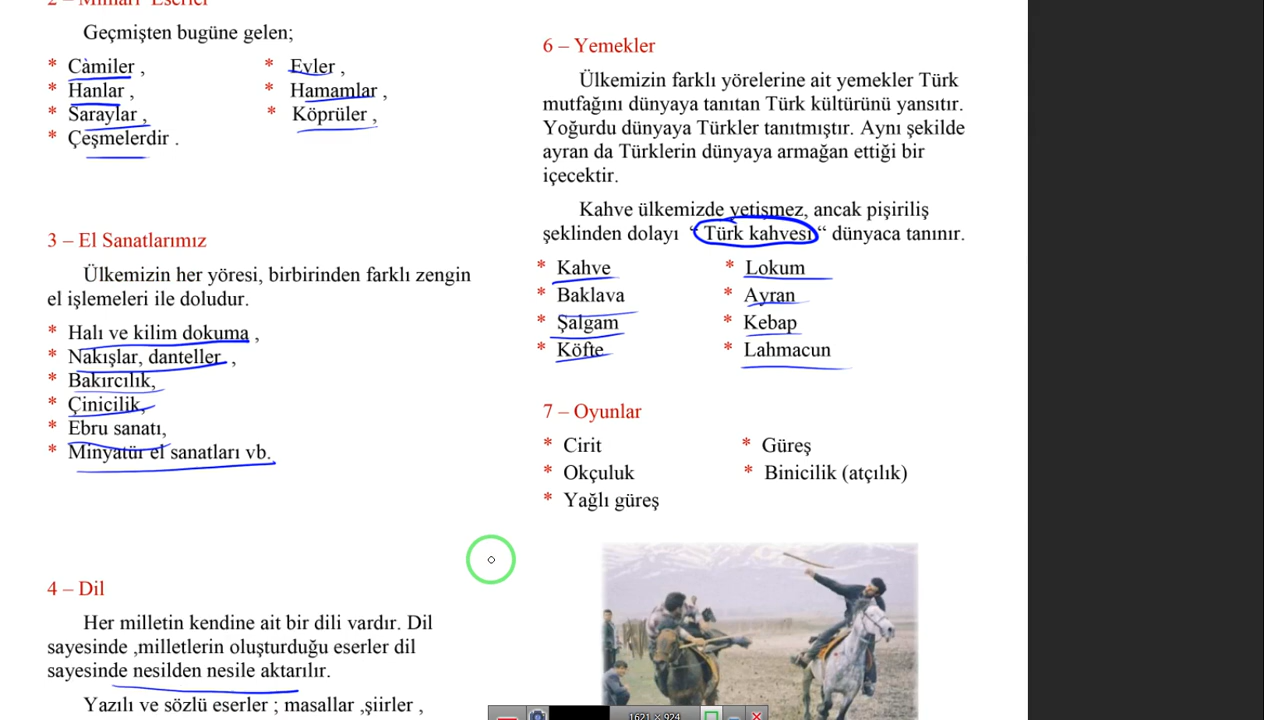 Geçmişten bugüne gelen;
* Càmiler ,
* Evler ,
* Hanlar ,
* Hamamlar ,
* Saraylar ,
* Köprüler ,
* Çeşmelerdir .
3 – El Sanatlarımız
Ülkemizin her yöresi, birbirinden farklı zengin
el işlemeleri ile doludur.
* Halı ve kilim dokuma ,
* Nakışlar, danteller ,
* Bakırcılık,
* Çinicilik,
* Ebru sanatı,
* Minyatür el sanatları vb.
4 – Dil
Her milletin kendine ait bir dili vardır. Dil
sayesinde ,milletlerin oluşturduğu eserler dil
sayesinde nesilden nesile aktarılır.
Yazılı ve sözlü eserler ; masallar ,şiirler ,
6 – Yemekler
Ülkemizin farklı yörelerine ait yemekler Türk
mutfağını dünyaya tanıtan Türk kültürünü yansıtır.
Yoğurdu dünyaya Türkler tanıtmıştır. Aynı şekilde
ayran da Türklerin dünyaya armağan ettiği bir
içecektir.
Kahve ülkemizde yetişmez, ancak pişiriliş
şeklinden dolayı “ Türk kahvesi “ dünyaca tanınır.
* Kahve
* Lokum
* Baklava
* Ayran
* Şalgam
* Kebap
* Köfte
* Lahmacun
7 – Oyunlar
* Cirit
* Güreş
* Okçuluk
* Binicilik (atçılık)
* Yağlı güreş
1621 x 924